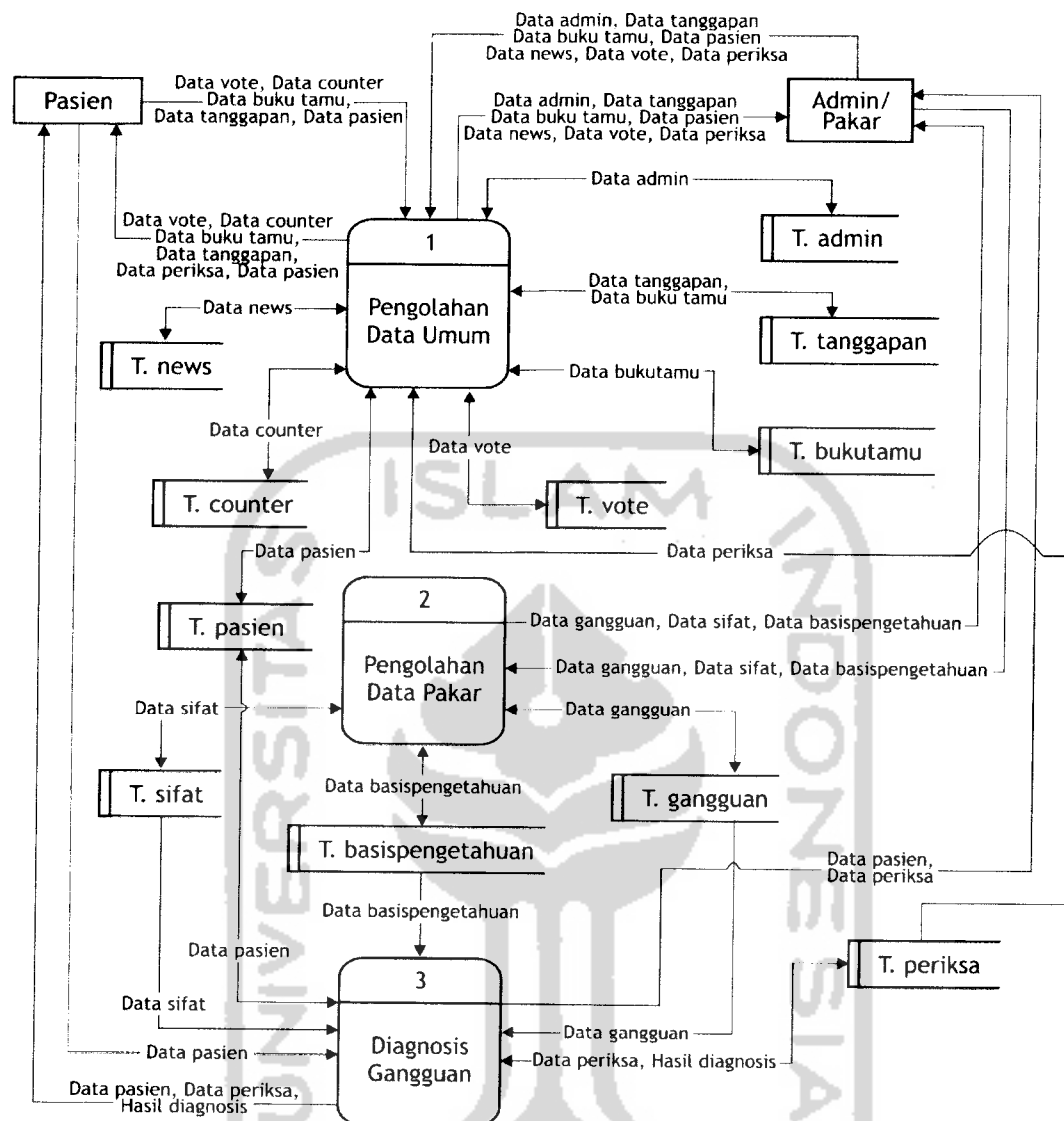 Data admin, Data tanggapan
Data buku tamu, Data pasien
Data news, Data vote, Data periksa
Pasien
Data vote, Data counter
Data buku tamu,
Data tanggapan, Data pasien
Data admin, Data tanggapan
Data buku tamu, Data pasien
Data news, Data vote, Data periksa
Admin/
Pakar
Data admin
Data vote, Data counter
Data buku tamu,
Data tanggapan,
Data periksa, Data pasien
1
Pengolahan
Data Umum
T. admin
Data tanggapan,
Data buku tamu
Data news
T. news
T. tanggapan
Data bukutamu
Data counter
Data vote
T. bukutamu
ISLAM
T. counter
T. vote
Data pasien
Data periksa
2
Pengolahan
Data Pakar
T. pasien
Data gangguan, Data sifat, Data basispengetahuan
Data gangguan, Data sifat, Data basispengetahuan
Data sifat
Data gangguan
T. sifat
Data basispengetahuan
T. gangguan
T. basispengetahuan
Data pasien,
Data periksa
Data basispengetahuan
Data pasien
T. periksa
3
Diagnosis
Gangguan
Data sifat
Data gangguan
Data pasien
Data periksa, Hasil diagnosis
Data pasien, Data periksa,
Hasil diagnosis
UNIVERSITAS
INDONESIA